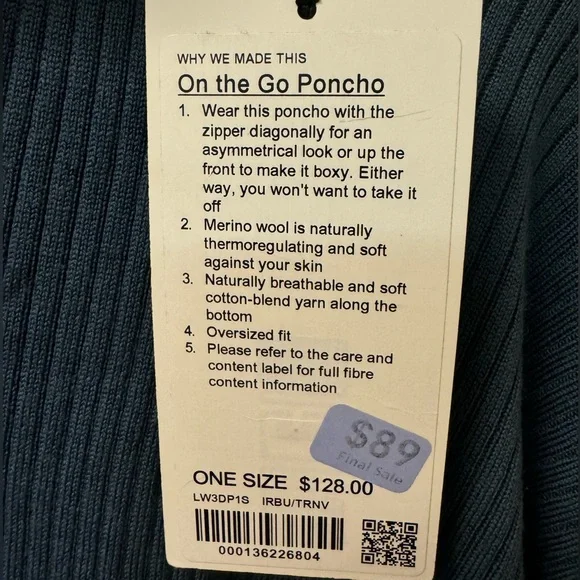 WHY WE MADE THIS
On the Go Poncho
1. Wear this poncho with the
zipper diagonally for an
asymmetrical look or up the
front to make it boxy. Either
way, you won't want to take it
off
2. Merino wool is naturally
thermoregulating and soft
against your skin
3. Naturally breathable and soft
cotton-blend yarn along the
bottom
4. Oversized fit
5. Please refer to the care and
content label for full fibre
content information
$89
Final Sale
ONE SIZE $128.00
LW3DP1S IRBU/TRNV
000136226804